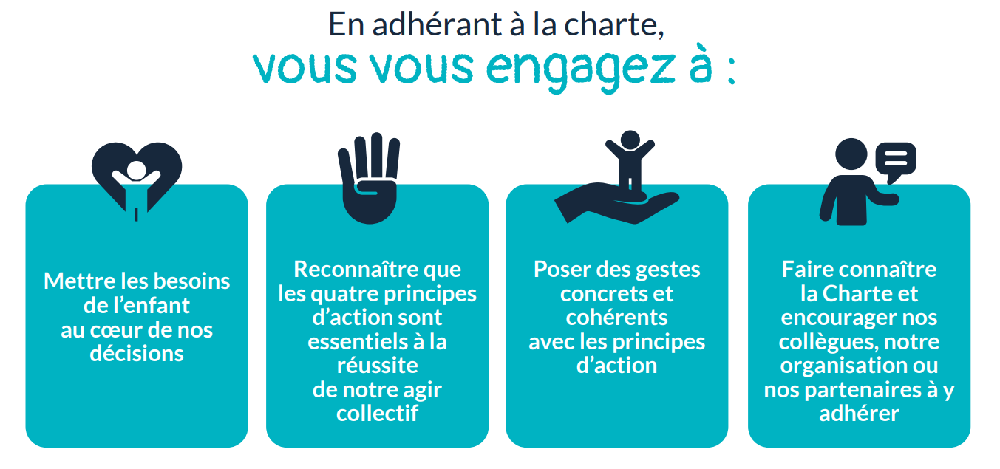 En adhérant à la charte,
vous vous engagez à :
Mettre les besoins
de l’enfant
au cœur de nos
décisions
Reconnaître que
les quatre principes
d’action sont
essentiels à la
réussite
de notre agir
collectif
Poser des gestes
concrets et
cohérents
avec les principes
d’action
Faire connaître
la Charte et
encourager nos
collègues, notre
organisation ou
nos partenaires à y
adhérer